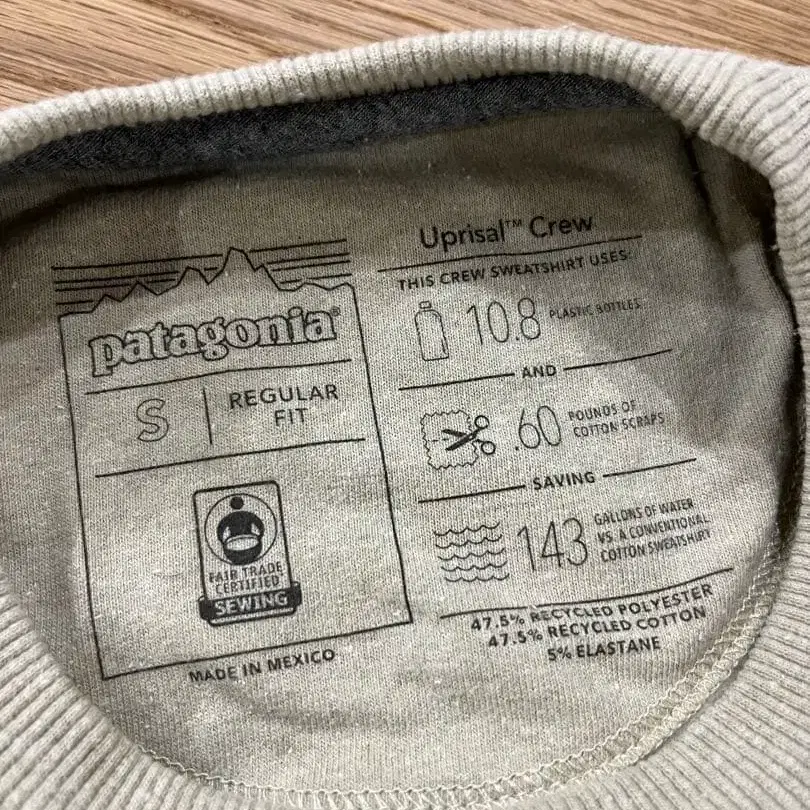 patagonia®
S
REGULAR
FIT
FAIR TRADE
CERTIFIED
SEWING
MADE IN MEXICO
Uprisal™ Crew
THIS CREW SWEATSHIRT USES:
10.8 PLASTIC BOTTLES
AND
.60 POUNDS OF
COTTON SCRAPS
SAVING
143 GALLONS OF WATER
VS. A CONVENTIONAL
COTTON SWEATSHIRT
47.5% RECYCLED POLYESTER
47.5% RECYCLED COTTON
5% ELASTANE